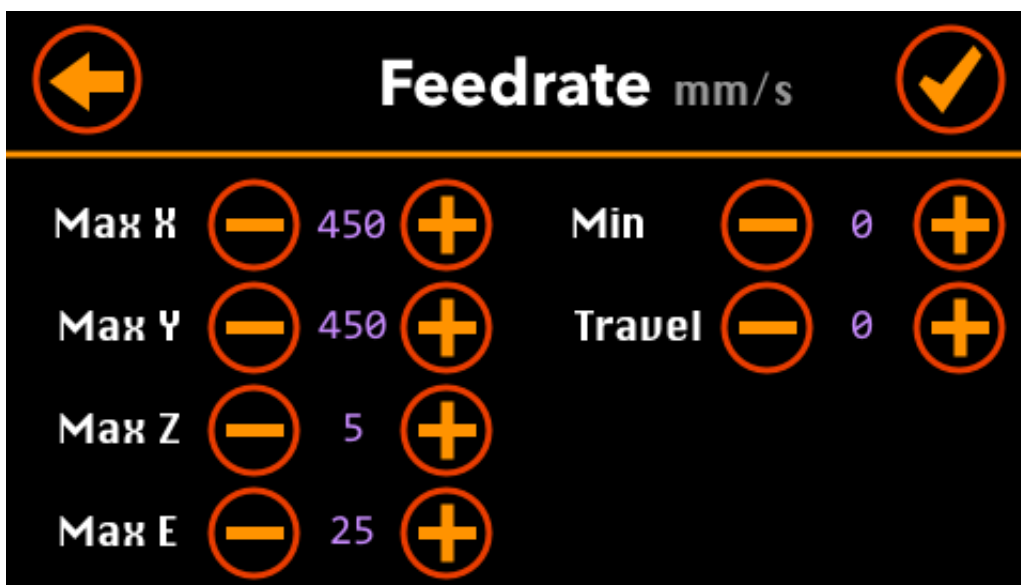 Feedrate mm/s
Max X 450 Min 0
Max Y 450 Travel 0
Max Z 5
Max E 25